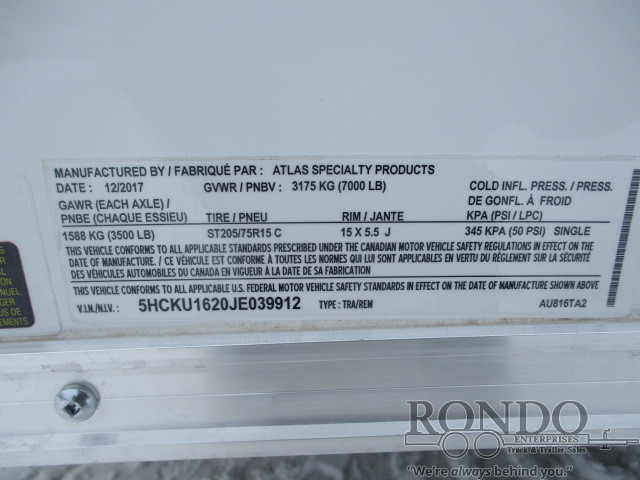 MANUFACTURED BY / FABRIQUÉ PAR : ATLAS SPECIALTY PRODUCTS
DATE : 12/2017 GVWR / PNBV : 3175 KG (7000 LB)
GAWR (EACH AXLE) / COLD INFL. PRESS. / PRESS.
DE GONFL. À FROID
PNBE (CHAQUE ESSIEU) TIRE / PNEU RIM / JANTE KPA (PSI / LPC)
1588 KG (3500 LB) ST205/75R15 C 15 X 5.5 J 345 KPA (50 PSI) SINGLE
THIS VEHICLE CONFORMS TO ALL APPLICABLE STANDARDS PRESCRIBED UNDER THE CANADIAN MOTOR VEHICLE SAFETY REGULATIONS
IN EFFECT ON THE DATE OF MANUFACTURE / CE VÉHICULE EST CONFORME À TOUTES LES NORMES QUI LUI SONT APPLICABLES EN VERTU DU RÈGLEMENT SUR LA SÉCURITÉ
DES VÉHICULES AUTOMOBILES DU CANADA EN VIGUEUR À LA DATE DE SA FABRICATION.
THIS VEHICLE CONFORMS TO ALL APPLICABLE U.S. FEDERAL MOTOR VEHICLE SAFETY STANDARDS IN EFFECT ON THE DATE OF MANUFACTURE SHOWN ABOVE
V.I.N./N.I.V.: 5HCKU1620JE039912 TYPE : TRA/REM AU816TA2
ION
MANUEL
GER
RONDO
ENTERPRISES
Truck & Trailer Sales
"We're always behind you."